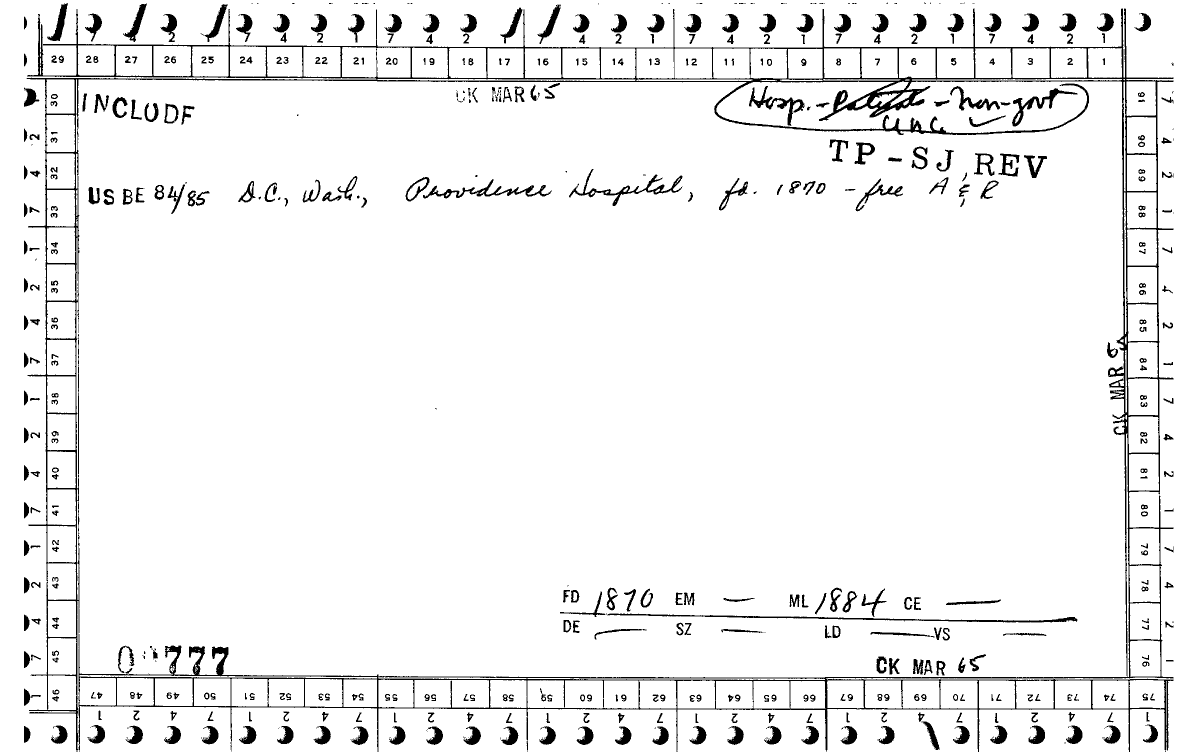 7 4 2 1 7 4 2 1 7 4 2 1 7 4 2 1 7 4 2 1 7 4 2 1 7 4 2 1
29 28 27 26 25 24 23 22 21 20 19 18 17 16 15 14 13 12 11 10 9 8 7 6 5 4 3 2 1
CK MAR 65
INCLUDE
Hosp. - Patients - non-govt
unc ✓
TP - SJ, REV
US BE 84/85 D.C., Wash., Providence Hospital, fd. 1870 - free A & R
CK MAR 65
FD 1870 EM — ML 1884 CE —
DE — SZ — LD — VS —
777
CK MAR 65
30 31 32 33 34 35 36 37 38 39 40 41 42 43 44 45 46
91 90 89 88 87 86 85 84 83 82 81 80 79 78 77 76 75
47 48 49 50 51 52 53 54 55 56 57 58 59 60 61 62 63 64 65 66 67 68 69 70 71 72 73 74
1 2 4 7 1 2 4 7 1 2 4 7 1 2 4 7 1 2 4 7 1 2 4 7 1 2 4 7 1